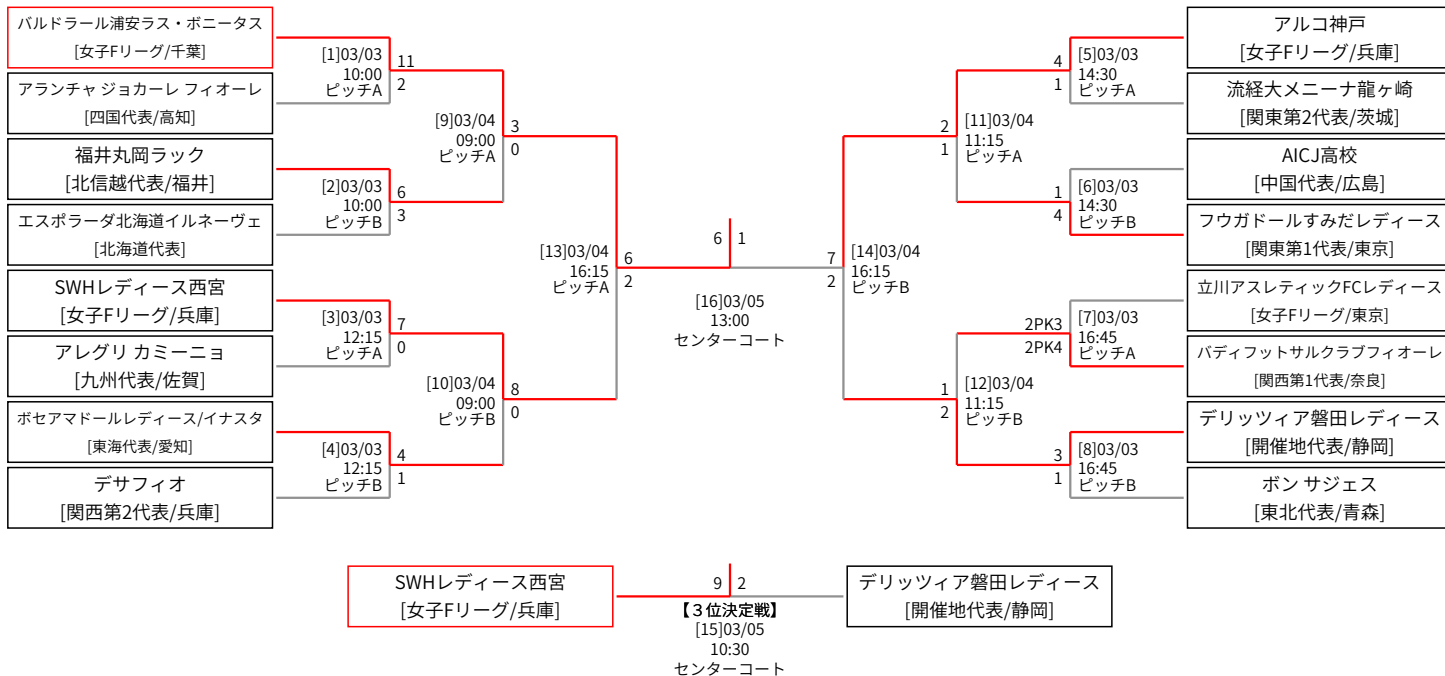 バルドラール浦安ラス・ボニータス
[女子Fリーグ/千葉]
アランチャ ジョカーレ フィオーレ
[四国代表/高知]
福井丸岡ラック
[北信越代表/福井]
エスポラーダ北海道イルネーヴェ
[北海道代表]
SWHレディース西宮
[女子Fリーグ/兵庫]
アレグリ カミーニョ
[九州代表/佐賀]
ボセアマドールレディース/イナスタ
[東海代表/愛知]
デサフィオ
[関西第2代表/兵庫]
[1]03/03
10:00
ピッチA
11
2
[2]03/03
10:00
ピッチB
6
3
[3]03/03
12:15
ピッチA
7
0
[4]03/03
12:15
ピッチB
4
1
[9]03/04
09:00
ピッチA
3
0
[10]03/04
09:00
ピッチB
8
0
[13]03/04
16:15
ピッチA
6
2
6 1
[16]03/05
13:00
センターコート
7
2
[14]03/04
16:15
ピッチB
2
1
[11]03/04
11:15
ピッチA
1
2
[12]03/04
11:15
ピッチB
4
1
[5]03/03
14:30
ピッチA
1
4
[6]03/03
14:30
ピッチB
2PK3
2PK4
[7]03/03
16:45
ピッチA
3
1
[8]03/03
16:45
ピッチB
アルコ神戸
[女子Fリーグ/兵庫]
流経大メニーナ龍ヶ崎
[関東第2代表/茨城]
AICJ高校
[中国代表/広島]
フウガドールすみだレディース
[関東第1代表/東京]
立川アスレティックFCレディース
[女子Fリーグ/東京]
バディフットサルクラブフィオーレ
[関西第1代表/奈良]
デリッツィア磐田レディース
[開催地代表/静岡]
ボン サジェス
[東北代表/青森]
SWHレディース西宮
[女子Fリーグ/兵庫]
9 2
【３位決定戦】
[15]03/05
10:30
センターコート
デリッツィア磐田レディース
[開催地代表/静岡]